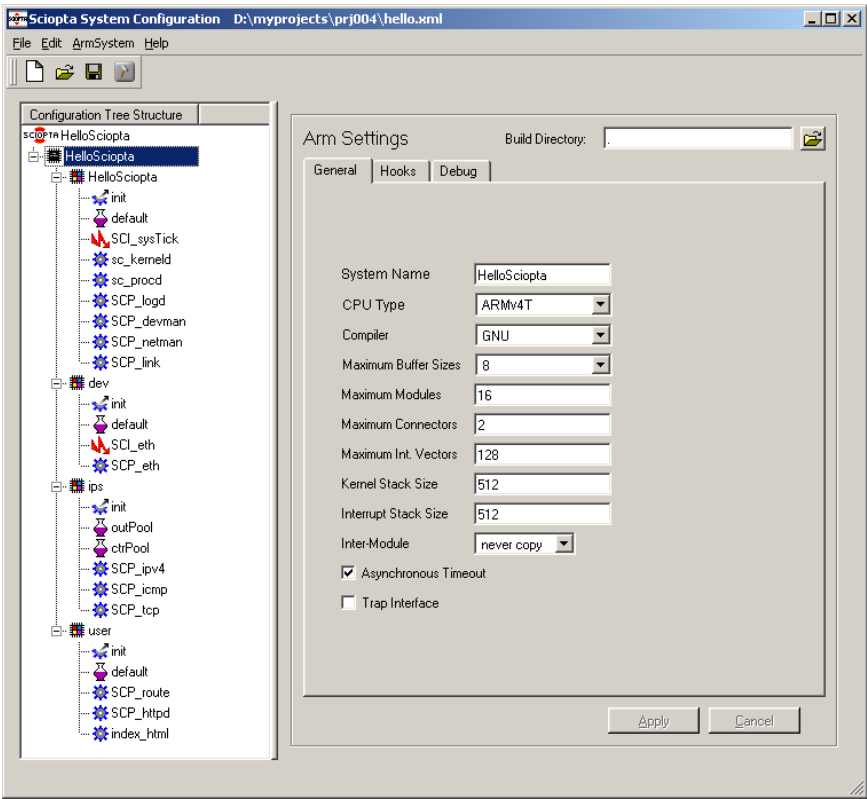 Sciopta System Configuration D:\myprojects\prj004\hello.xml
File Edit ArmSystem Help
Configuration Tree Structure
SCIOPTA HelloSciopta
HelloSciopta
HelloSciopta
init
default
SCI_sysTick
sc_kerneld
sc_procd
SCP_logd
SCP_devman
SCP_netman
SCP_link
dev
init
default
SCI_eth
SCP_eth
ips
init
outPool
ctrPool
SCP_ipv4
SCP_icmp
SCP_tcp
user
init
default
SCP_route
SCP_httpd
index_html
Arm Settings Build Directory: .
General Hooks Debug
System Name HelloSciopta
CPU Type ARMv4T
Compiler GNU
Maximum Buffer Sizes 8
Maximum Modules 16
Maximum Connectors 2
Maximum Int. Vectors 128
Kernel Stack Size 512
Interrupt Stack Size 512
Inter-Module never copy
Asynchronous Timeout
Trap Interface
Apply Cancel